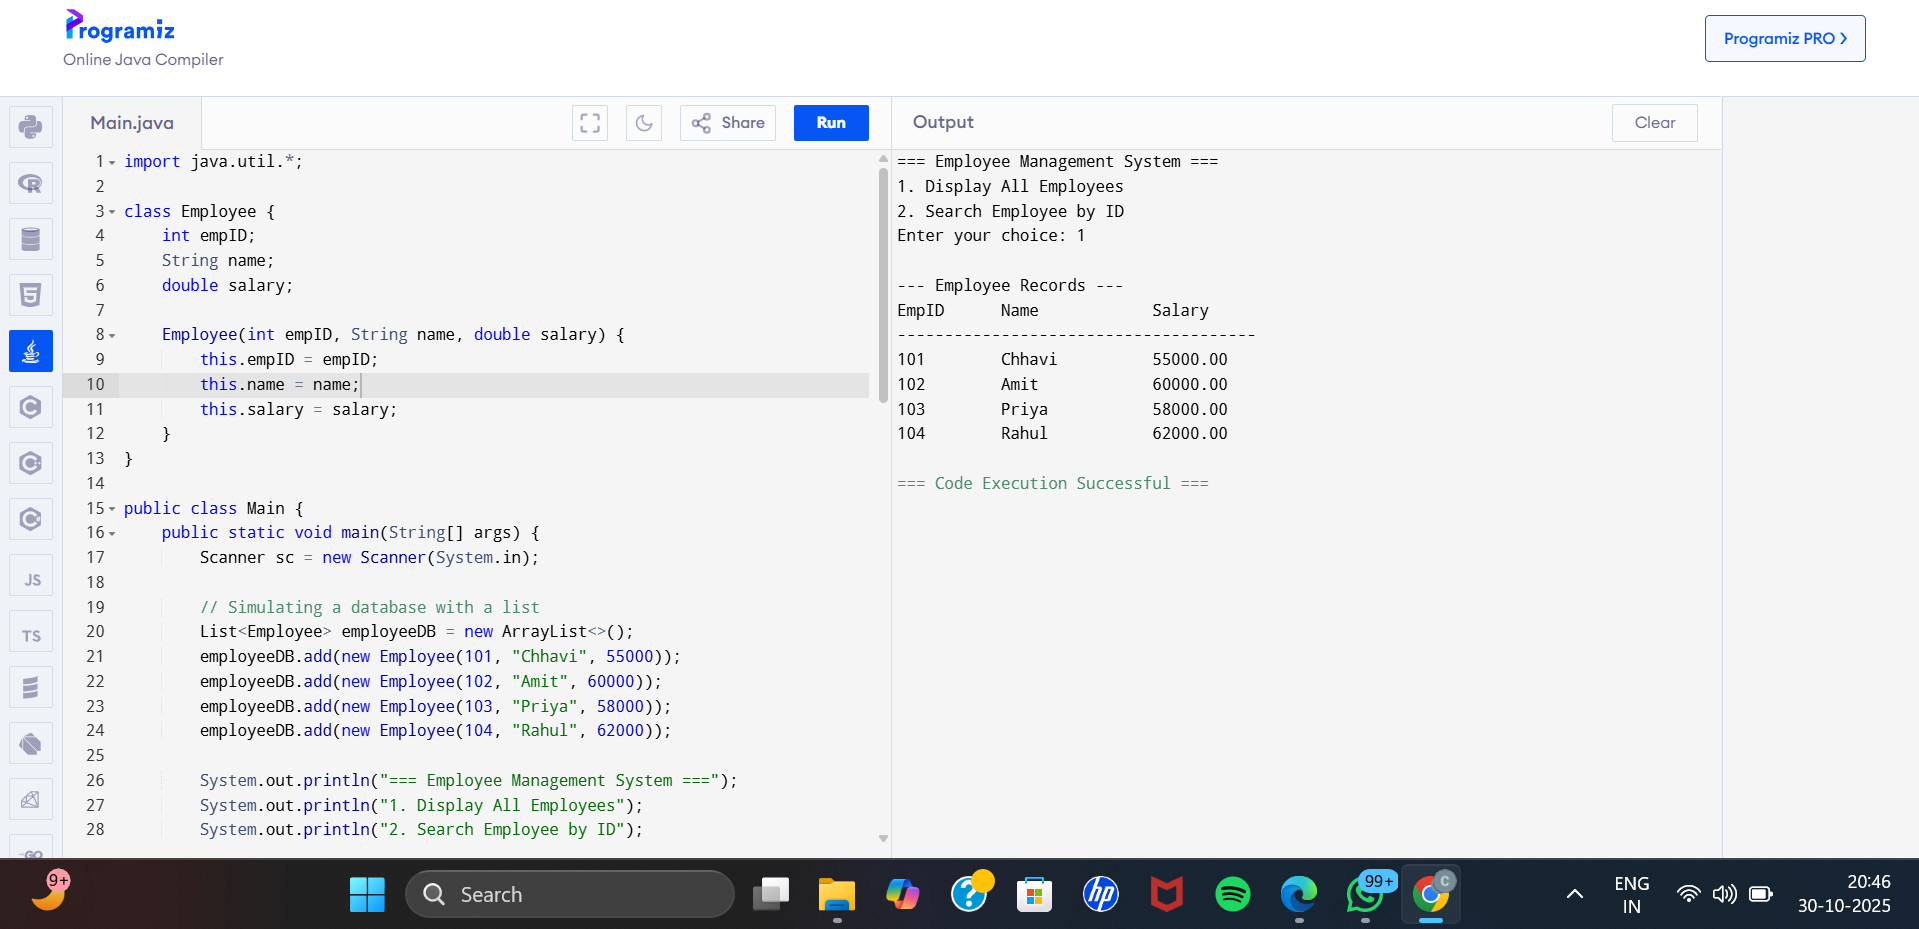 Programiz
Online Java Compiler
Programiz PRO
Main.java
Share
Run
Output
Clear
1 import java.util.*;
2
3 class Employee {
4     int empID;
5     String name;
6     double salary;
7
8     Employee(int empID, String name, double salary) {
9         this.empID = empID;
10         this.name = name;
11         this.salary = salary;
12     }
13 }
14
15 public class Main {
16     public static void main(String[] args) {
17         Scanner sc = new Scanner(System.in);
18
19         // Simulating a database with a list
20         List<Employee> employeeDB = new ArrayList<>();
21         employeeDB.add(new Employee(101, "Chhavi", 55000));
22         employeeDB.add(new Employee(102, "Amit", 60000));
23         employeeDB.add(new Employee(103, "Priya", 58000));
24         employeeDB.add(new Employee(104, "Rahul", 62000));
25
26         System.out.println("=== Employee Management System ===");
27         System.out.println("1. Display All Employees");
28         System.out.println("2. Search Employee by ID");
=== Employee Management System ===
1. Display All Employees
2. Search Employee by ID
Enter your choice: 1
--- Employee Records ---
EmpID      Name            Salary
--------------------------------------
101        Chhavi          55000.00
102        Amit            60000.00
103        Priya           58000.00
104        Rahul           62000.00
=== Code Execution Successful ===
R
5
C
C
C
JS
TS
GO
9+
Search
?
hp
99+
C
ENG
IN
20:46
30-10-2025